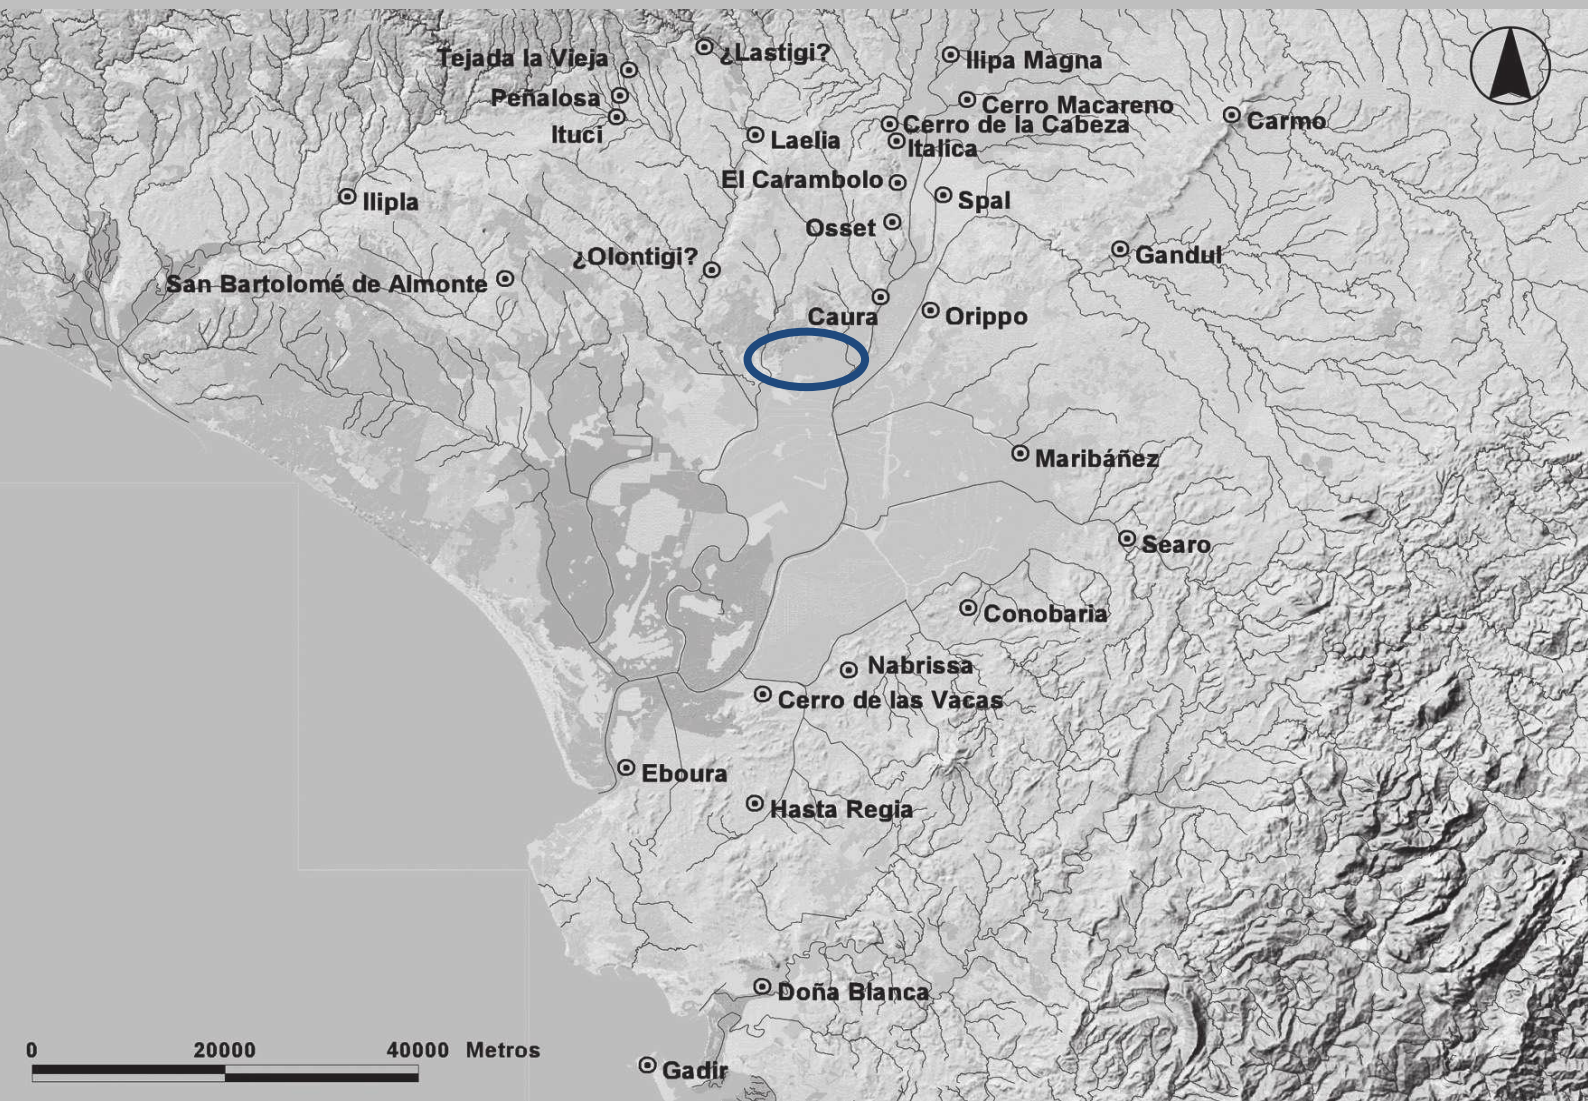 ¿Lastigi?
Tejada la Vieja
Ilipa Magna
Peñalosa
Cerro Macareno
Carmo
Cerro de la Cabeza
Ituci
Laelia
Italica
El Carambolo
Ilipla
Spal
Osset
Gandul
¿Olontigi?
San Bartolomé de Almonte
Caura
Orippo
Maribáñez
Searo
Conobaria
Nabrissa
Cerro de las Vacas
Eboura
Hasta Regia
Doña Blanca
0 20000 40000 Metros
Gadir